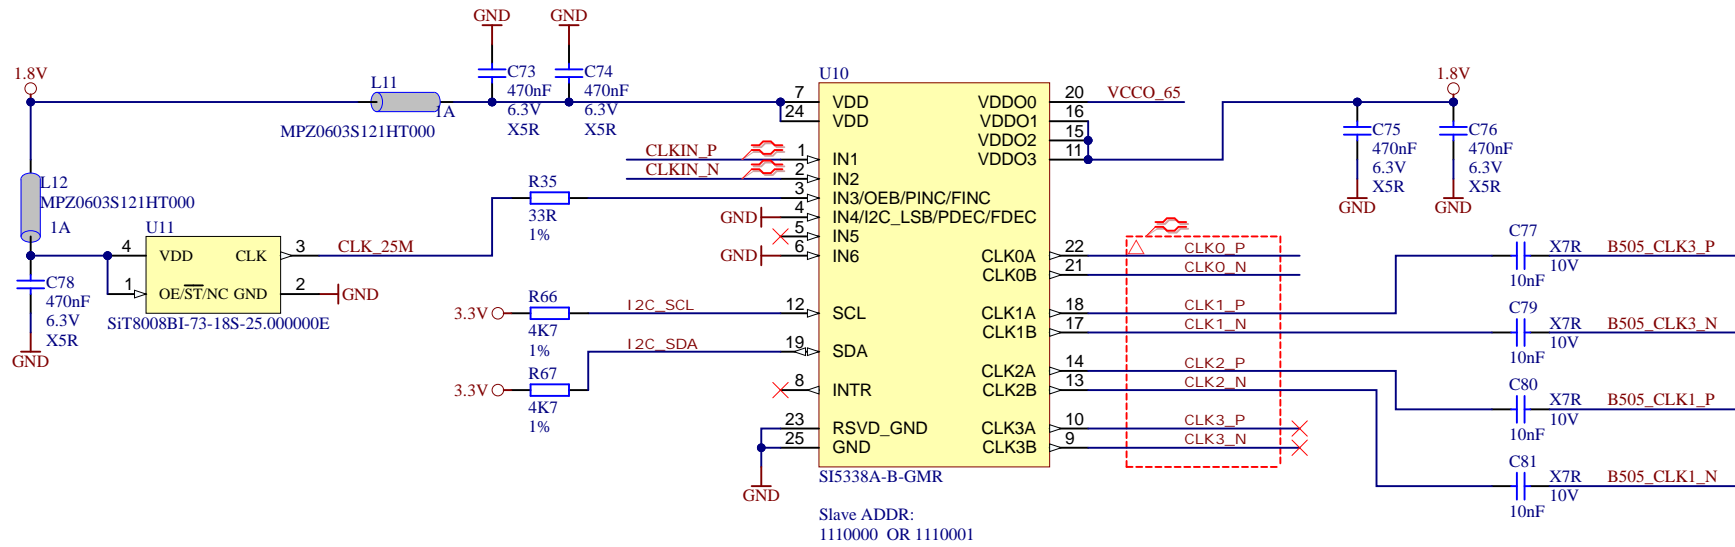 GND
GND
1.8V
L11
1A
MPZ0603S121HT000
C73
470nF
6.3V
X5R
C74
470nF
6.3V
X5R
U10
7
VDD
24
VDD
1
IN1
2
IN2
3
IN3/OEB/PINC/FINC
4
IN4/I2C_LSB/PDEC/FDEC
5
IN5
6
IN6
12
SCL
19
SDA
8
INTR
23
RSVD_GND
25
GND
VDDO0
20
VDDO1
16
VDDO2
15
VDDO3
11
CLK0A
22
CLK0B
21
CLK1A
18
CLK1B
17
CLK2A
14
CLK2B
13
CLK3A
10
CLK3B
9
SI5338A-B-GMR
Slave ADDR:
1110000 OR 1110001
CLKIN_P
CLKIN_N
R35
33R
1%
GND
GND
L12
MPZ0603S121HT000
1A
U11
4
VDD
CLK
3
1
OE/ST/NC
GND
2
SiT8008BI-73-18S-25.000000E
CLK_25M
GND
C78
470nF
6.3V
X5R
GND
3.3V
R66
4K7
1%
I2C_SCL
3.3V
R67
4K7
1%
I2C_SDA
GND
VCCO_65
1.8V
C75
470nF
6.3V
X5R
GND
C76
470nF
6.3V
X5R
GND
CLK0_P
CLK0_N
CLK1_P
CLK1_N
CLK2_P
CLK2_N
CLK3_P
CLK3_N
C77
10nF
X7R
10V
B505_CLK3_P
C79
10nF
X7R
10V
B505_CLK3_N
C80
10nF
X7R
10V
B505_CLK1_P
C81
10nF
X7R
10V
B505_CLK1_N